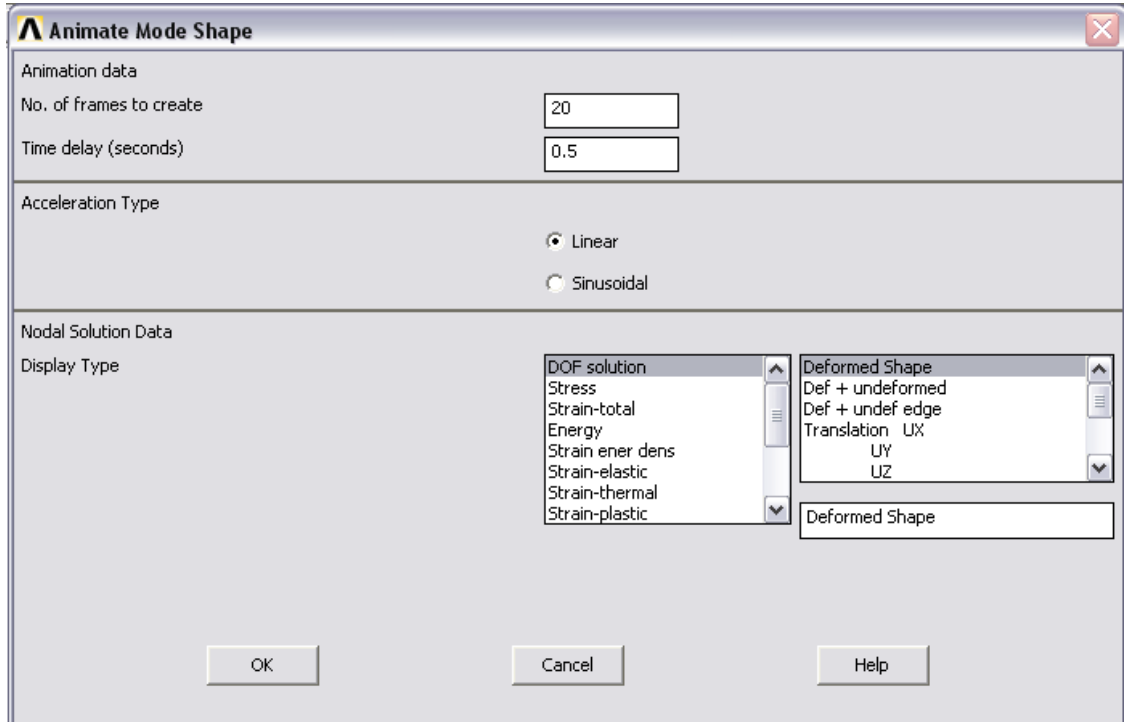 Animate Mode Shape
Animation data
No. of frames to create
20
Time delay (seconds)
0.5
Acceleration Type
Linear
Sinusoidal
Nodal Solution Data
Display Type
DOF solution
Stress
Strain-total
Energy
Strain ener dens
Strain-elastic
Strain-thermal
Strain-plastic
Deformed Shape
Def + undeformed
Def + undef edge
Translation UX
UY
UZ
Deformed Shape
OK
Cancel
Help